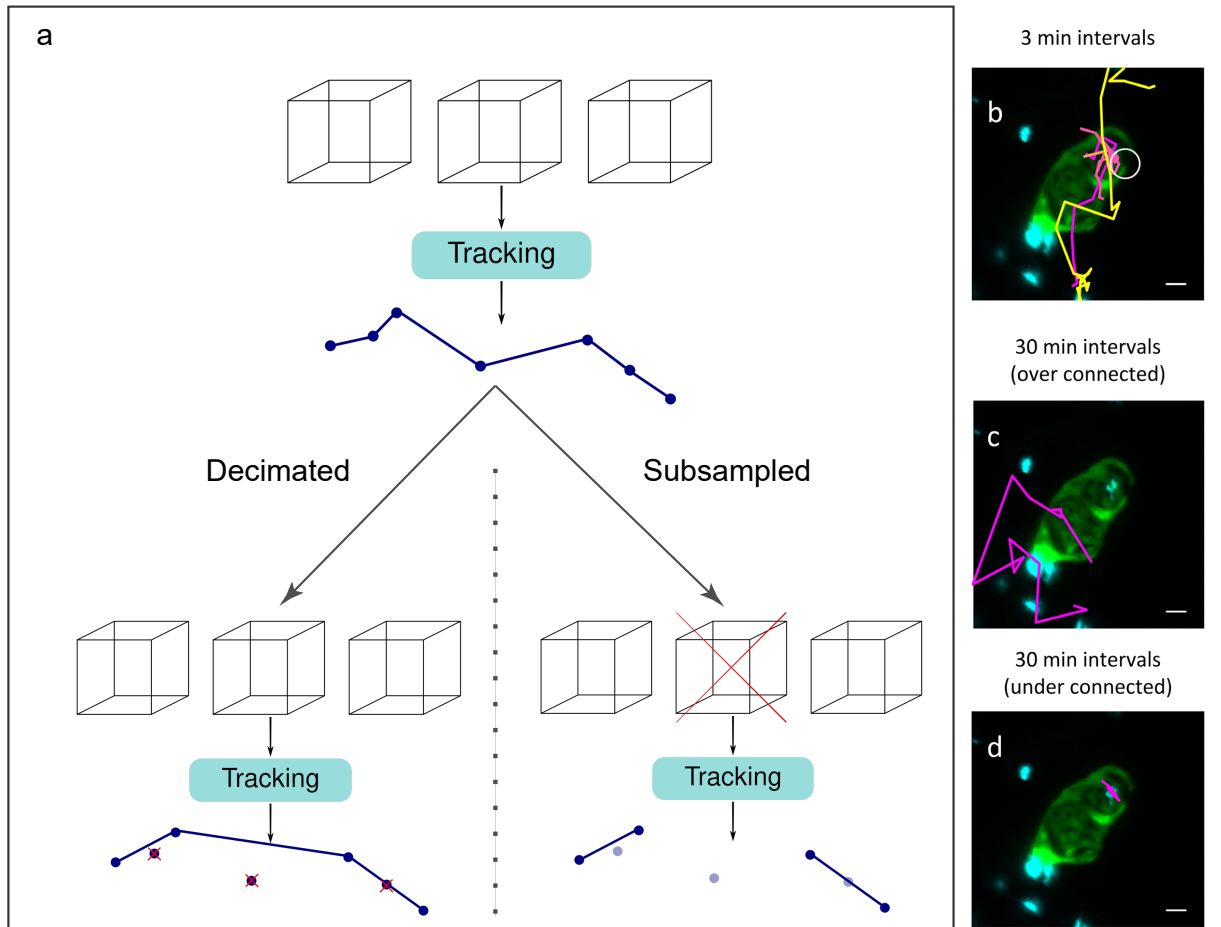 a
Tracking
Decimated
Subsampled
Tracking
Tracking
3 min intervals
b
30 min intervals
(over connected)
c
30 min intervals
(under connected)
d